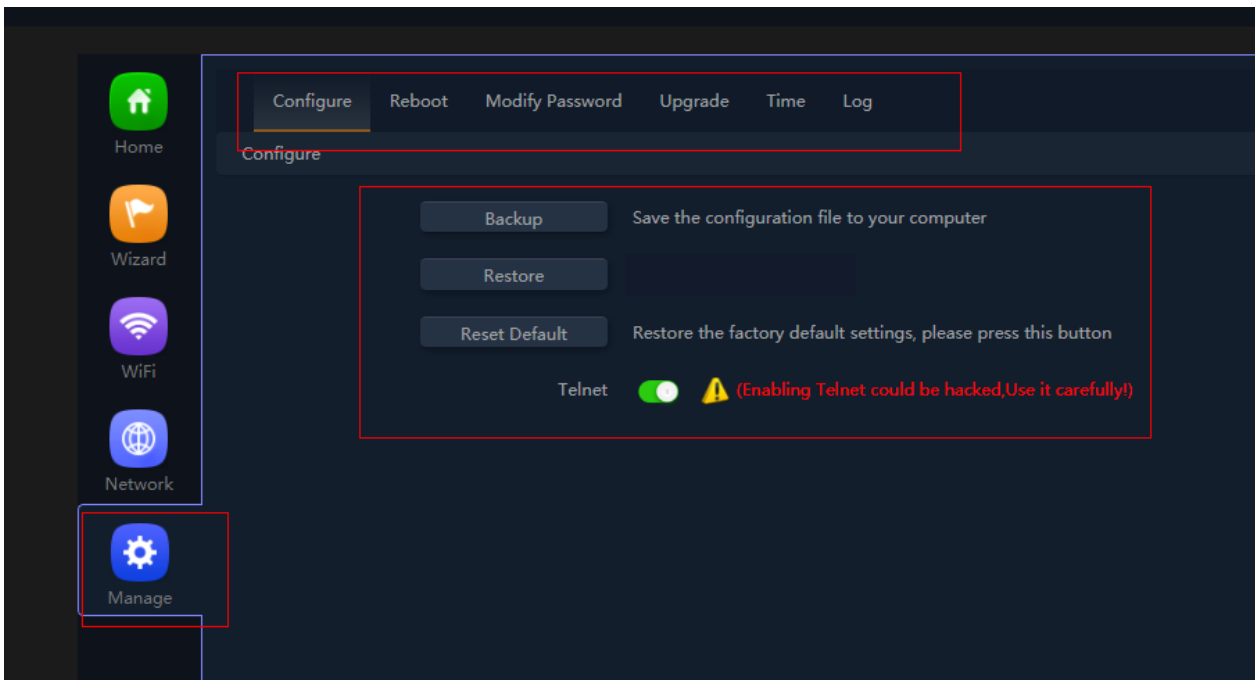 Configure Reboot Modify Password Upgrade Time Log
Home
Configure
Backup Save the configuration file to your computer
Wizard
Restore
Reset Default Restore the factory default settings, please press this button
WiFi
Telnet (Enabling Telnet could be hacked,Use it carefully!)
Network
Manage